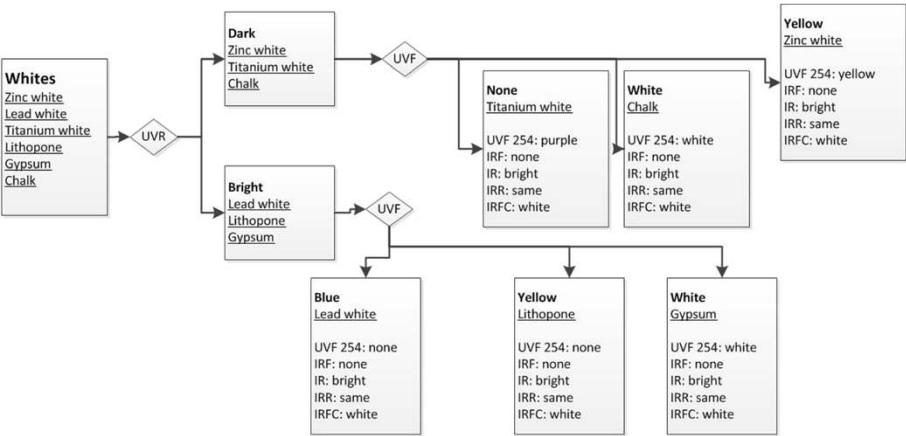 Whites
Zinc white
Lead white
Titanium white
Lithopone
Gypsum
Chalk
UVR
Dark
Zinc white
Titanium white
Chalk
UVF
None
Titanium white
UVF 254: purple
IRF: none
IR: bright
IRR: same
IRFC: white
White
Chalk
UVF 254: white
IRF: none
IR: bright
IRR: same
IRFC: white
Yellow
Zinc white
UVF 254: yellow
IRF: none
IR: bright
IRR: same
IRFC: white
Bright
Lead white
Lithopone
Gypsum
UVF
Blue
Lead white
UVF 254: none
IRF: none
IR: bright
IRR: same
IRFC: white
Yellow
Lithopone
UVF 254: none
IRF: none
IR: bright
IRR: same
IRFC: white
White
Gypsum
UVF 254: white
IRF: none
IR: bright
IRR: same
IRFC: white